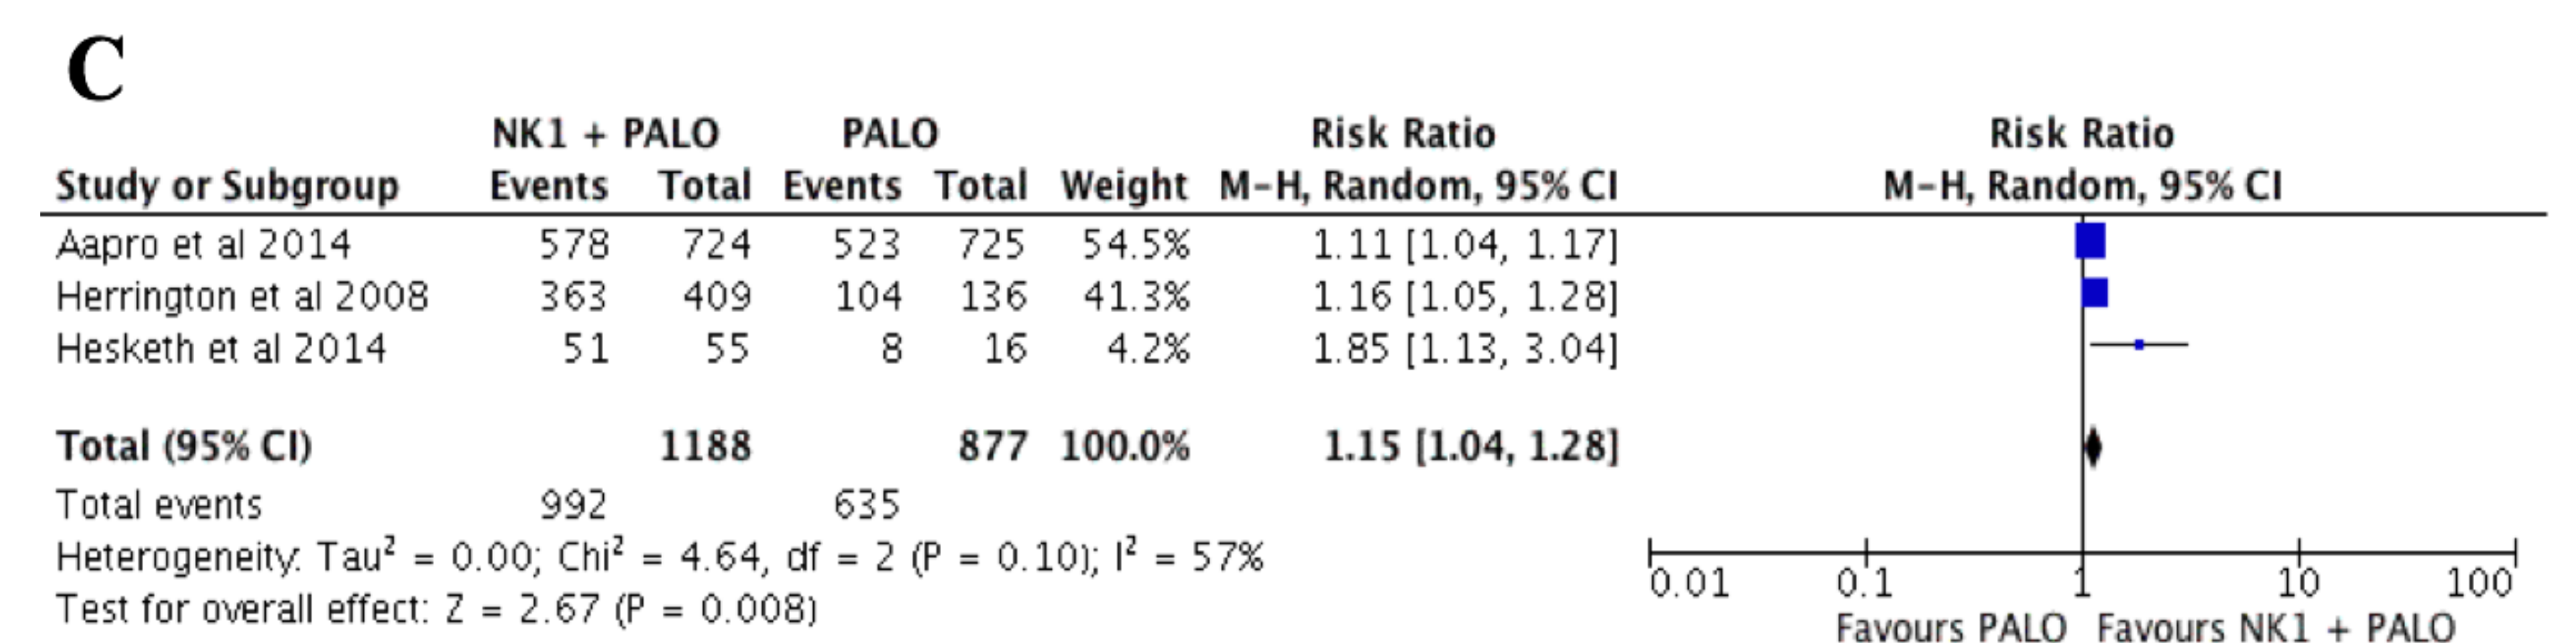 C
NK1 + PALO PALO Risk Ratio Risk Ratio
Study or Subgroup Events Total Events Total Weight M-H, Random, 95% CI M-H, Random, 95% CI
Aapro et al 2014 578 724 523 725 54.5% 1.11 [1.04, 1.17]
Herrington et al 2008 363 409 104 136 41.3% 1.16 [1.05, 1.28]
Hesketh et al 2014 51 55 8 16 4.2% 1.85 [1.13, 3.04]
Total (95% CI) 1188 877 100.0% 1.15 [1.04, 1.28]
Total events 992 635
Heterogeneity: Tau² = 0.00; Chi² = 4.64, df = 2 (P = 0.10); I² = 57%
Test for overall effect: Z = 2.67 (P = 0.008)
0.01 0.1 1 10 100
Favours PALO Favours NK1 + PALO